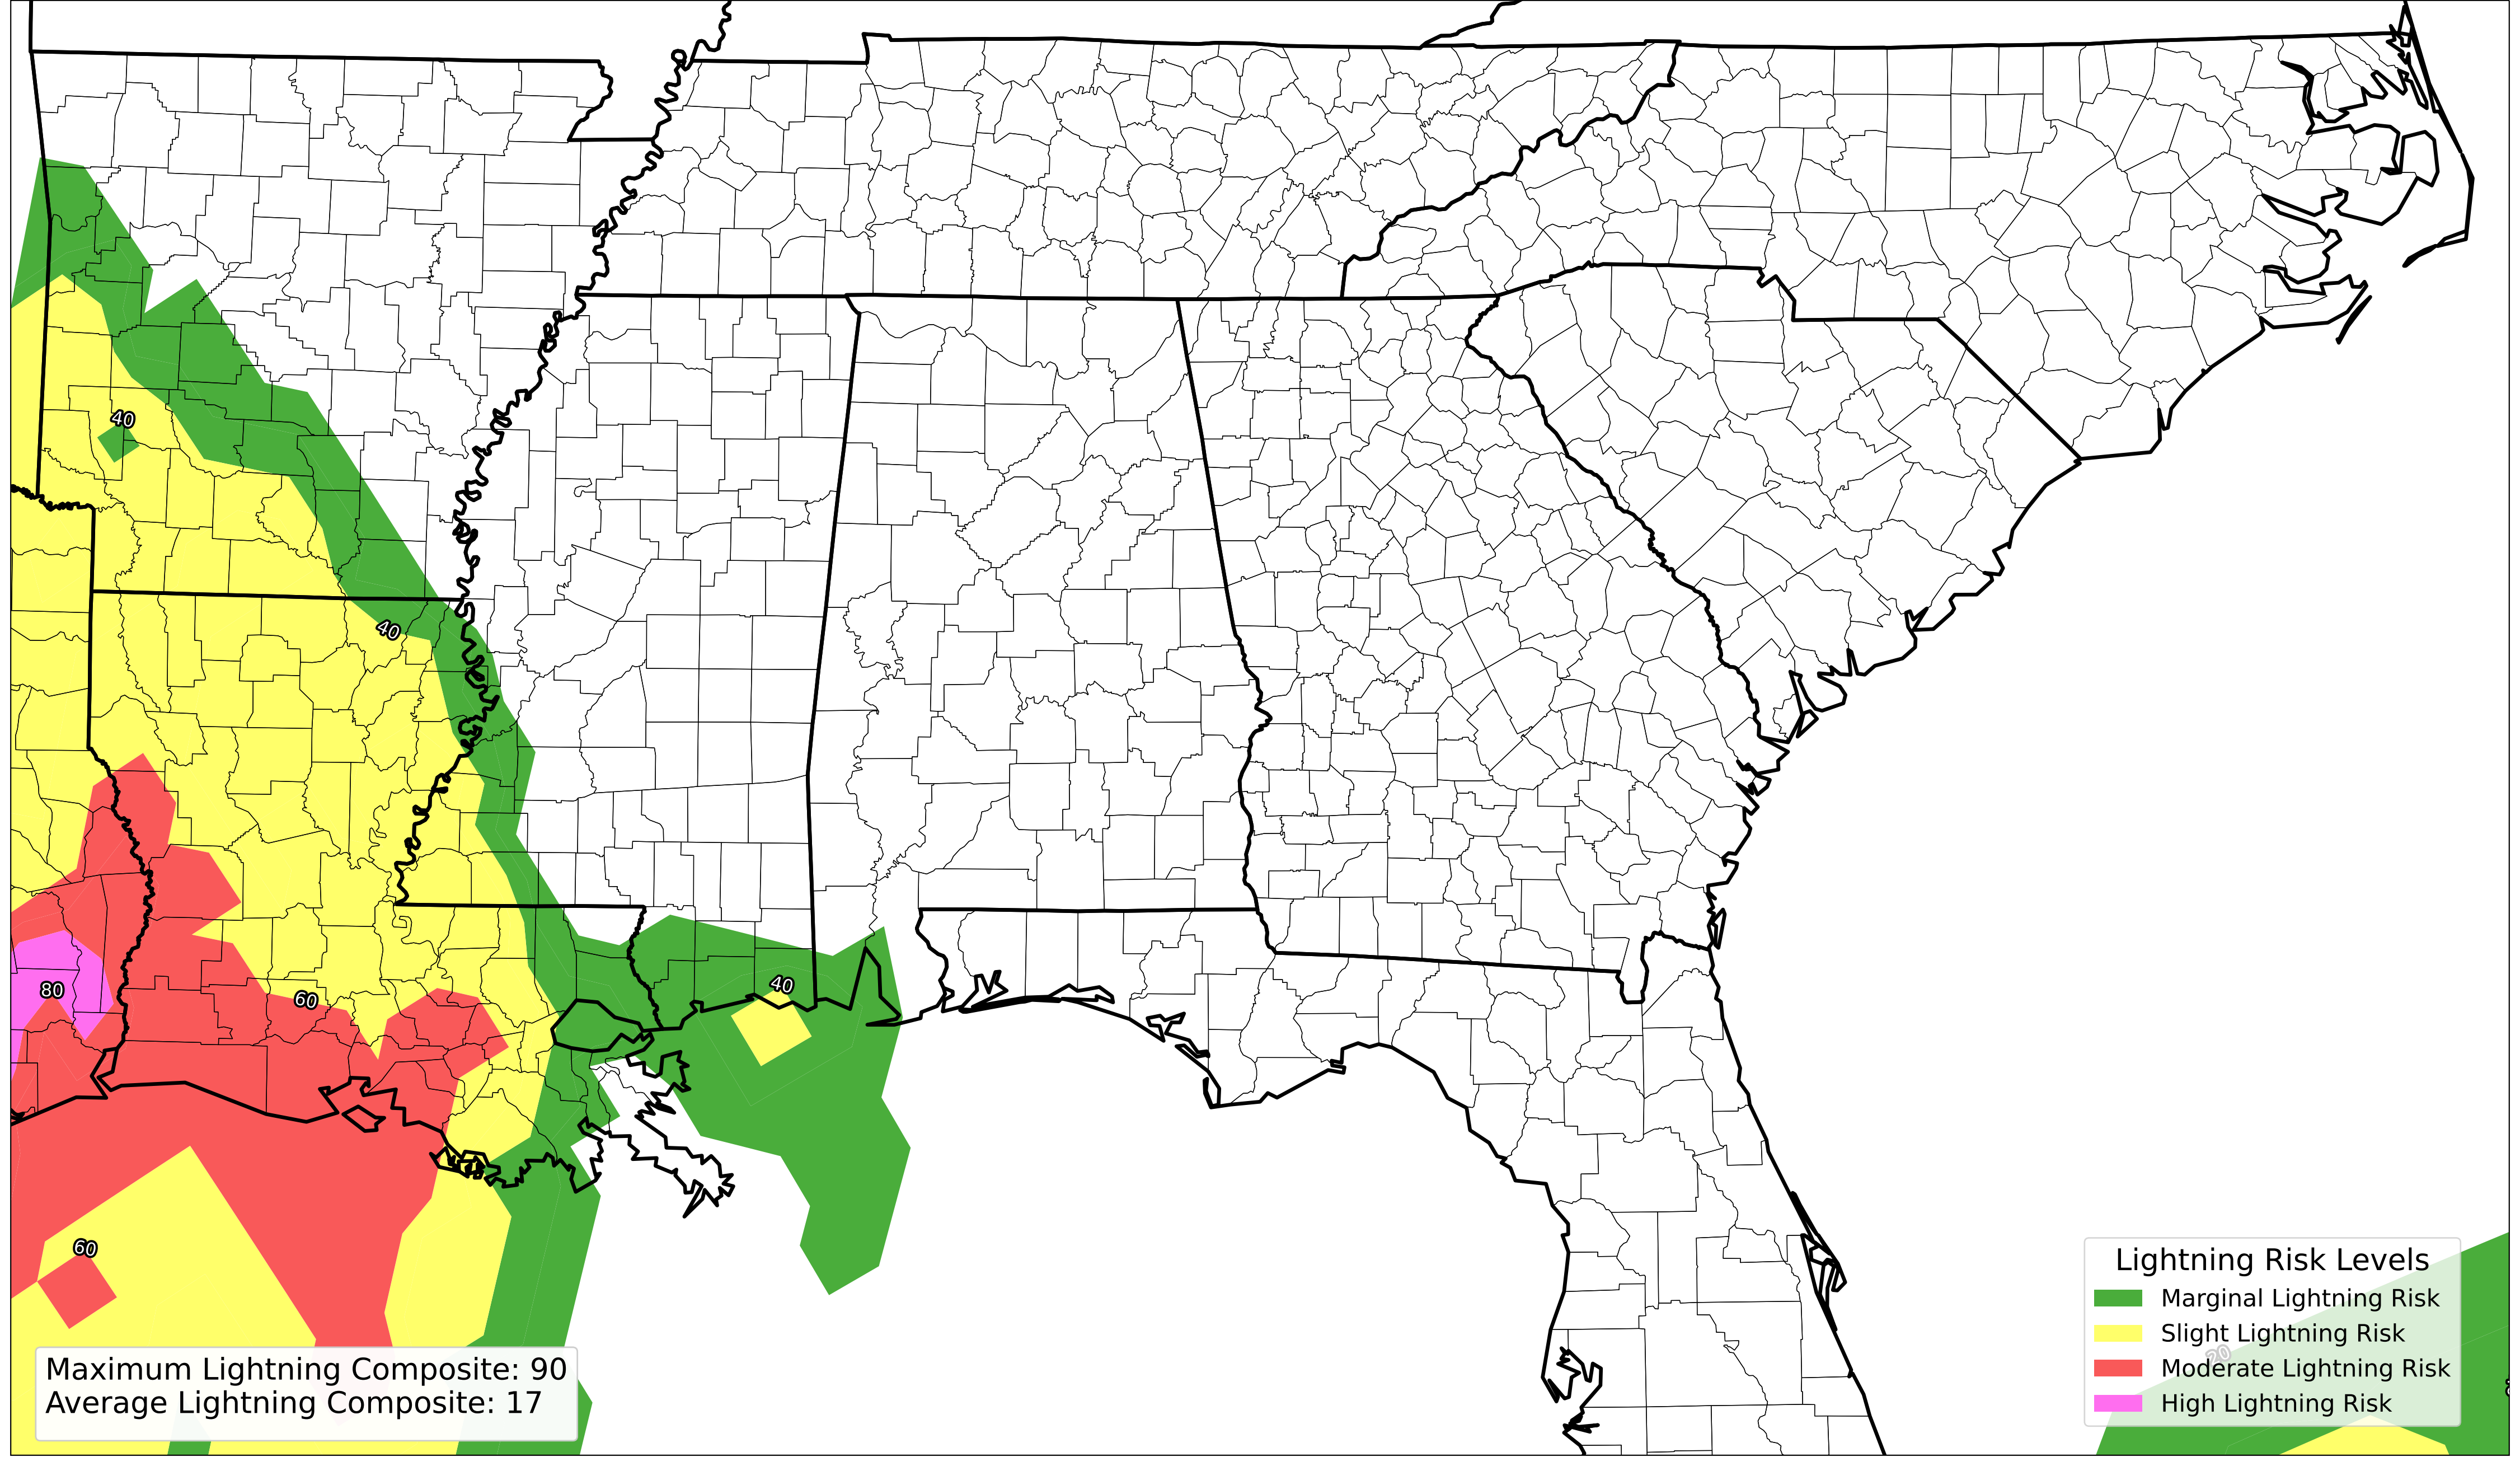 40
40
80
60
40
60
Maximum Lightning Composite: 90
Average Lightning Composite: 17
Lightning Risk Levels
Marginal Lightning Risk
Slight Lightning Risk
20
Moderate Lightning Risk
High Lightning Risk